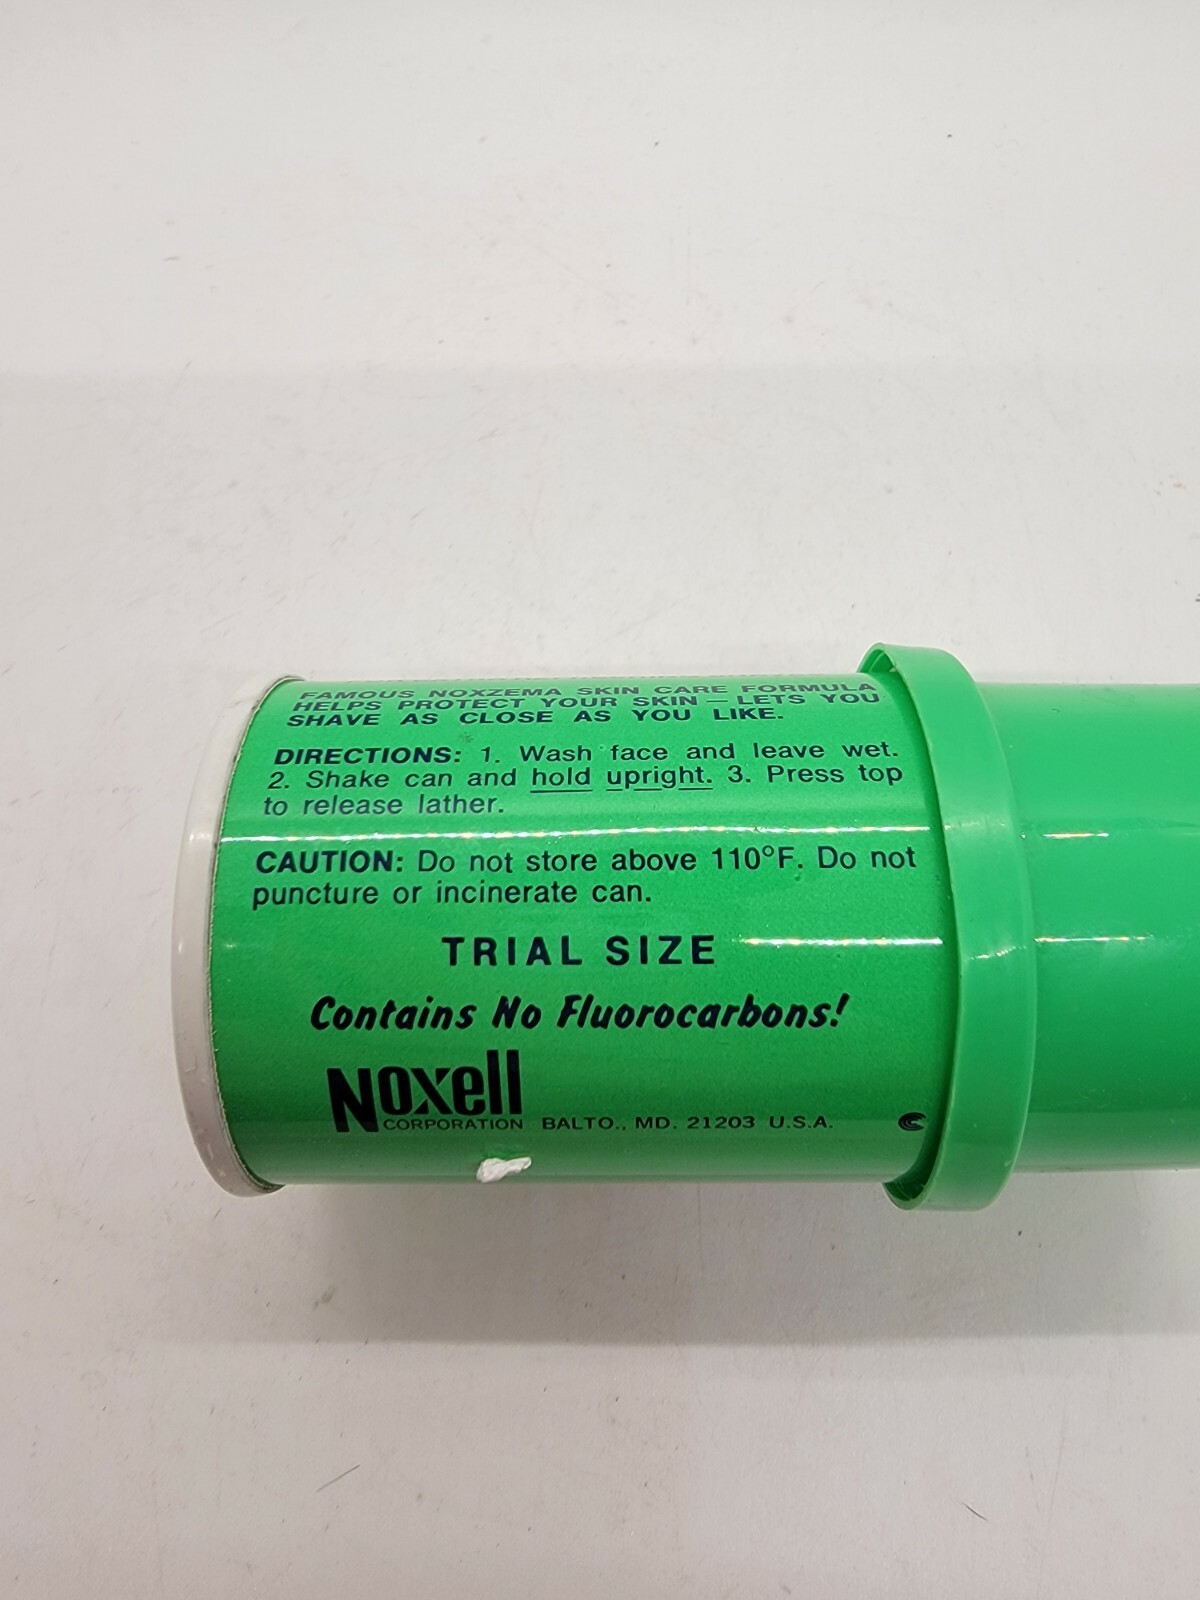 FAMOUS NOXZEMA SKIN CARE FORMULA
HELPS PROTECT YOUR SKIN — LETS YOU
SHAVE AS CLOSE AS YOU LIKE.
DIRECTIONS: 1. Wash face and leave wet.
2. Shake can and hold upright. 3. Press top
to release lather.
CAUTION: Do not store above 110°F. Do not
puncture or incinerate can.
TRIAL SIZE
Contains No Fluorocarbons!
Noxell
CORPORATION BALTO., MD. 21203 U.S.A.